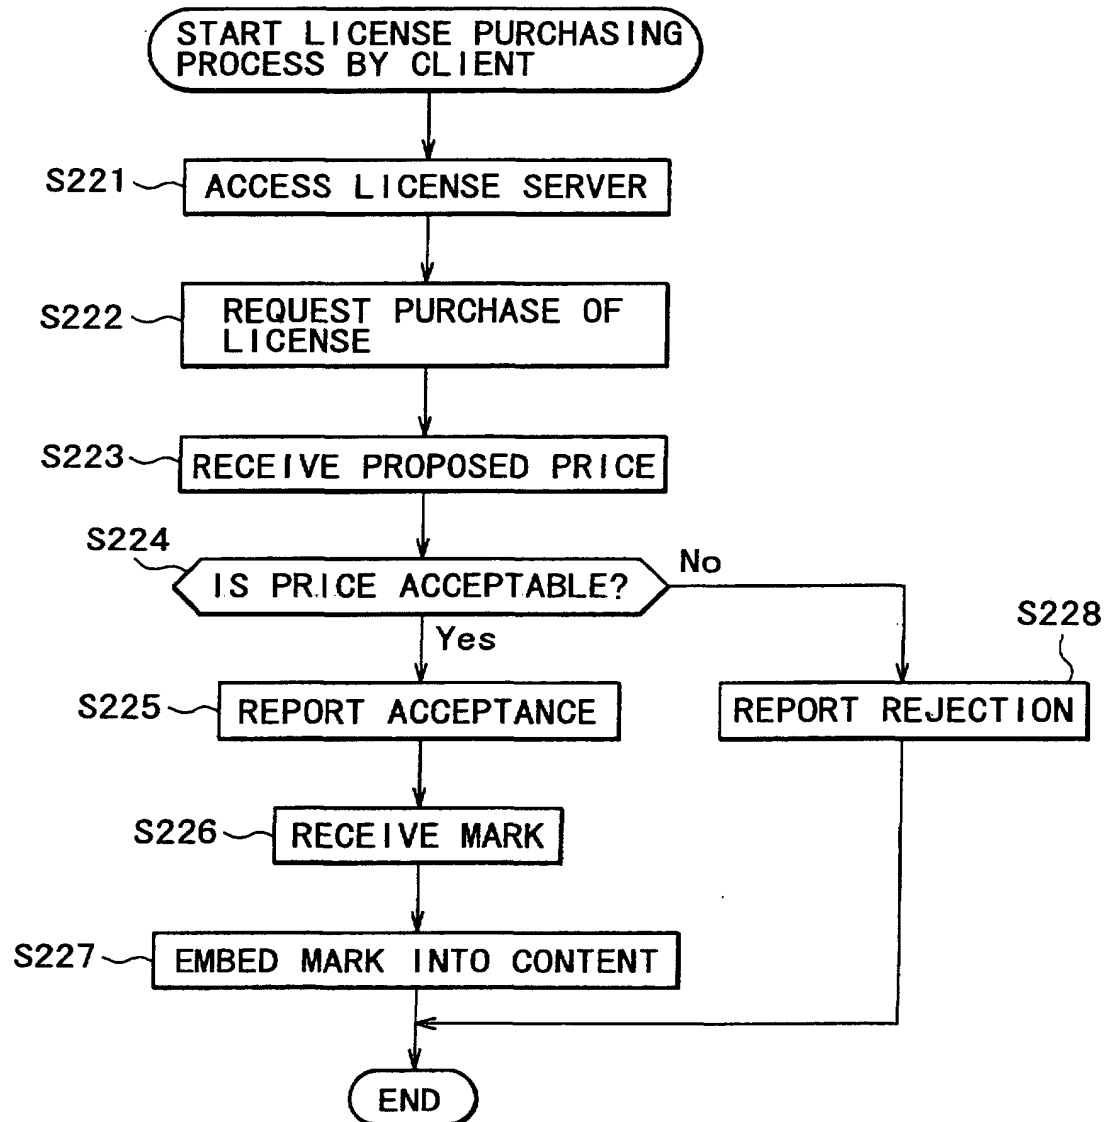 START LICENSE PURCHASING
PROCESS BY CLIENT
S221
ACCESS LICENSE SERVER
S222
REQUEST PURCHASE OF
LICENSE
S223
RECEIVE PROPOSED PRICE
S224
IS PRICE ACCEPTABLE?
No
Yes
S228
S225
REPORT ACCEPTANCE
REPORT REJECTION
S226
RECEIVE MARK
S227
EMBED MARK INTO CONTENT
END